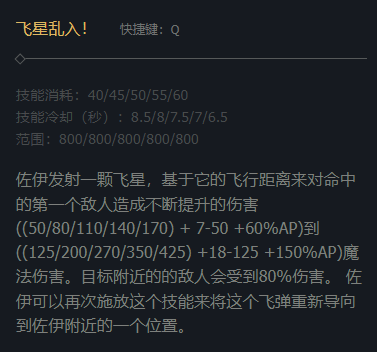 飞星乱入！ 快捷键：Q
技能消耗：40/45/50/55/60
技能冷却（秒）：8.5/8/7.5/7/6.5
范围：800/800/800/800/800
佐伊发射一颗飞星，基于它的飞行距离来对命中
的第一个敌人造成不断提升的伤害
((50/80/110/140/170) + 7-50 +60%AP)到
((125/200/270/350/425) +18-125 +150%AP)魔
法伤害。目标附近的的敌人会受到80%伤害。 佐
伊可以再次施放这个技能来将这个飞弹重新导向
到佐伊附近的一个位置。